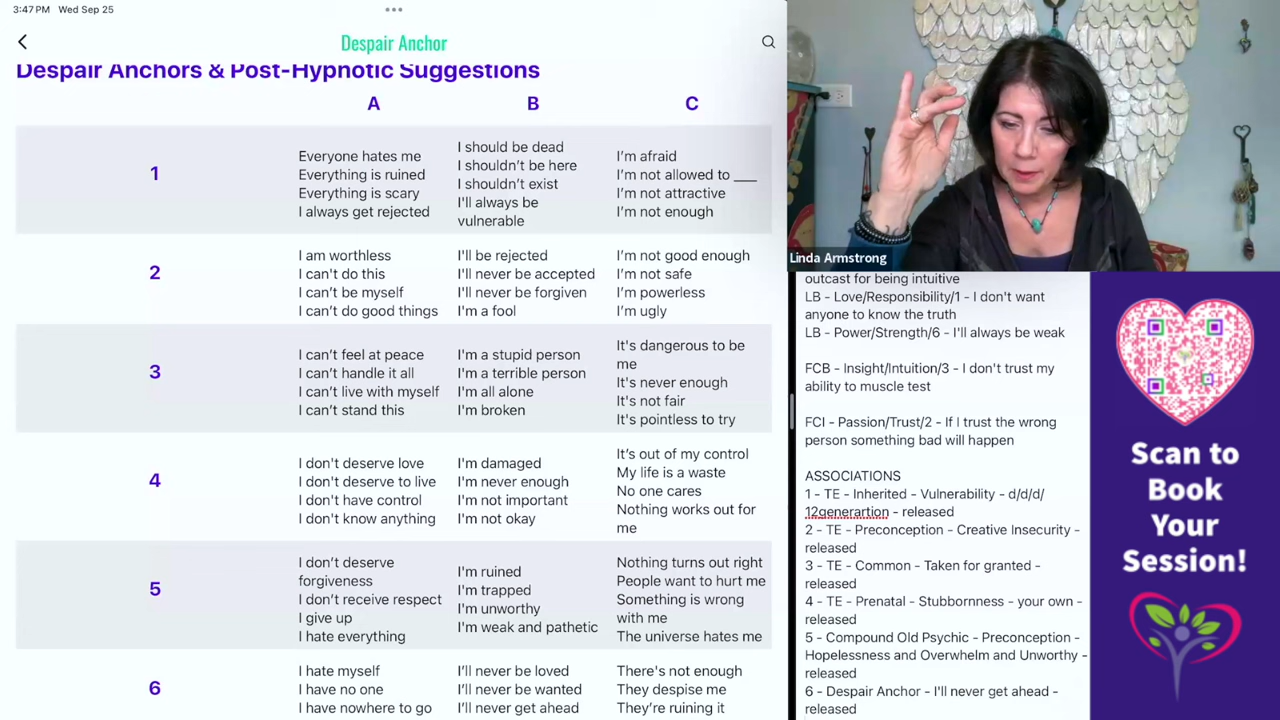 3:47 PM Wed Sep 25
Despair Anchor
Despair Anchors & Post-Hypnotic Suggestions
A B C
1
Everyone hates me
Everything is ruined
Everything is scary
I always get rejected
I should be dead
I shouldn’t be here
I shouldn’t exist
I'll always be
vulnerable
I’m afraid
I’m not allowed to ___
I’m not attractive
I’m not enough
2
I am worthless
I can't do this
I can’t be myself
I can’t do good things
I'll be rejected
I'll never be accepted
I'll never be forgiven
I'm a fool
I’m not good enough
I’m not safe
I’m powerless
I’m ugly
3
I can’t feel at peace
I can’t handle it all
I can’t live with myself
I can’t stand this
I'm a stupid person
I'm a terrible person
I'm all alone
I'm broken
It's dangerous to be
me
It's never enough
It's not fair
It's pointless to try
4
I don't deserve love
I don't deserve to live
I don't have control
I don't know anything
I'm damaged
I'm never enough
I'm not important
I'm not okay
It’s out of my control
My life is a waste
No one cares
Nothing works out for
me
5
I don’t deserve
forgiveness
I don’t receive respect
I give up
I hate everything
I'm ruined
I'm trapped
I'm unworthy
I'm weak and pathetic
Nothing turns out right
People want to hurt me
Something is wrong
with me
The universe hates me
6
I hate myself
I have no one
I have nowhere to go
I’ll never be loved
I’ll never be wanted
I’ll never get ahead
There's not enough
They despise me
They’re ruining it
Linda Armstrong
outcast for being intuitive
LB - Love/Responsibility/1 - I don't want
anyone to know the truth
LB - Power/Strength/6 - I'll always be weak
FCB - Insight/Intuition/3 - I don't trust my
ability to muscle test
FCI - Passion/Trust/2 - If I trust the wrong
person something bad will happen
ASSOCIATIONS
1 - TE - Inherited - Vulnerability - d/d/d/
12generartion - released
2 - TE - Preconception - Creative Insecurity -
released
3 - TE - Common - Taken for granted -
released
4 - TE - Prenatal - Stubbornness - your own -
released
5 - Compound Old Psychic - Preconception -
Hopelessness and Overwhelm and Unworthy -
released
6 - Despair Anchor - I'll never get ahead -
released
Scan to
Book
Your
Session!